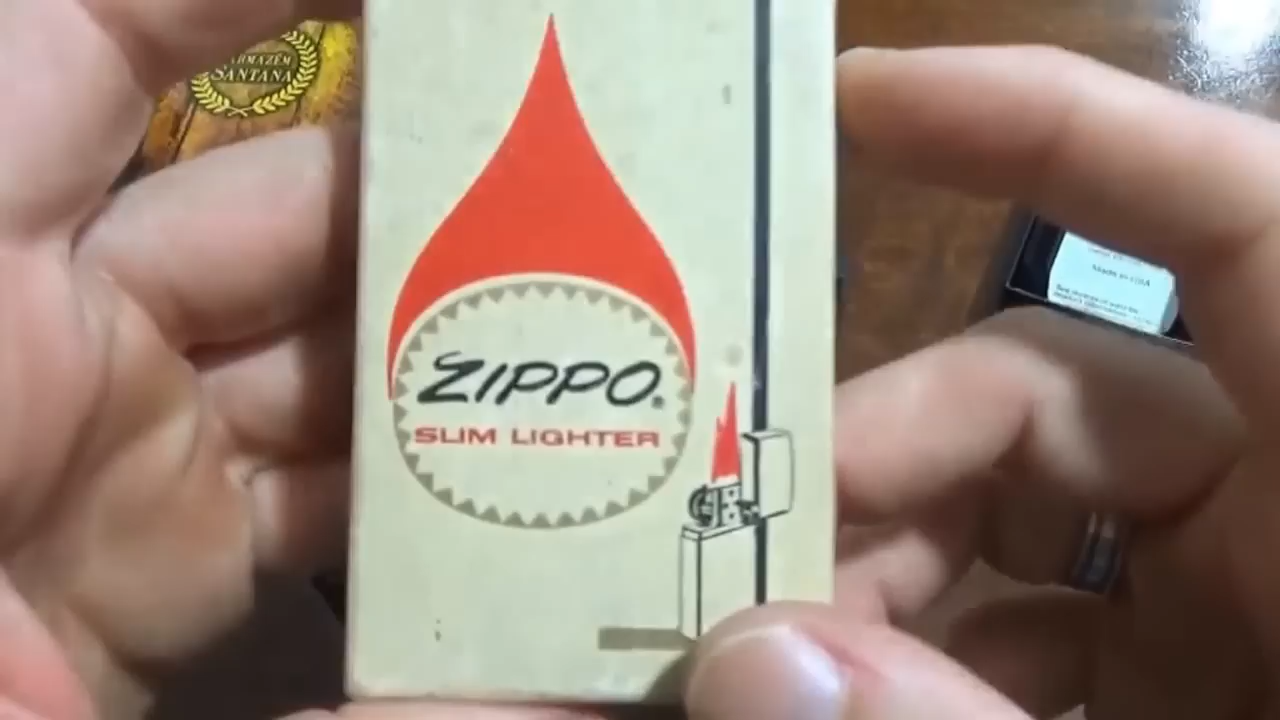 ARMAZÉM
SANTANA
ZIPPO
SLIM LIGHTER
Made in USA